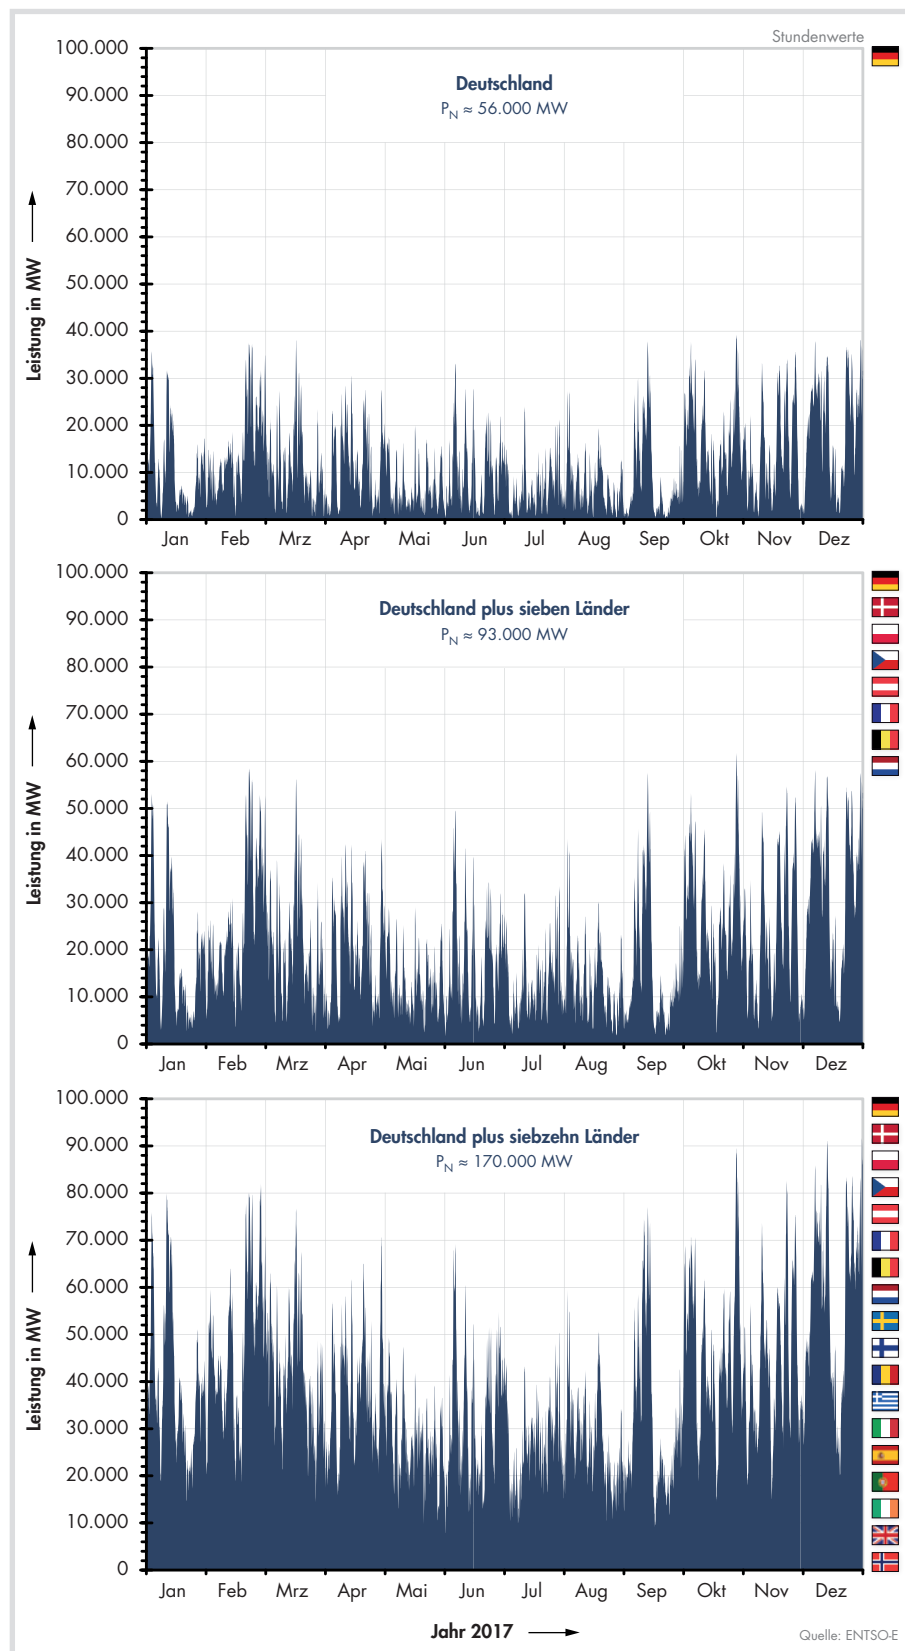 Stundenwerte
100.000
90.000
80.000
70.000
60.000
50.000
40.000
30.000
20.000
10.000
0
Leistung in MW
Deutschland
P_N ≈ 56.000 MW
Jan Feb Mrz Apr Mai Jun Jul Aug Sep Okt Nov Dez
100.000
90.000
80.000
70.000
60.000
50.000
40.000
30.000
20.000
10.000
0
Leistung in MW
Deutschland plus sieben Länder
P_N ≈ 93.000 MW
Jan Feb Mrz Apr Mai Jun Jul Aug Sep Okt Nov Dez
100.000
90.000
80.000
70.000
60.000
50.000
40.000
30.000
20.000
10.000
0
Leistung in MW
Deutschland plus siebzehn Länder
P_N ≈ 170.000 MW
Jan Feb Mrz Apr Mai Jun Jul Aug Sep Okt Nov Dez
Jahr 2017
Quelle: ENTSO-E